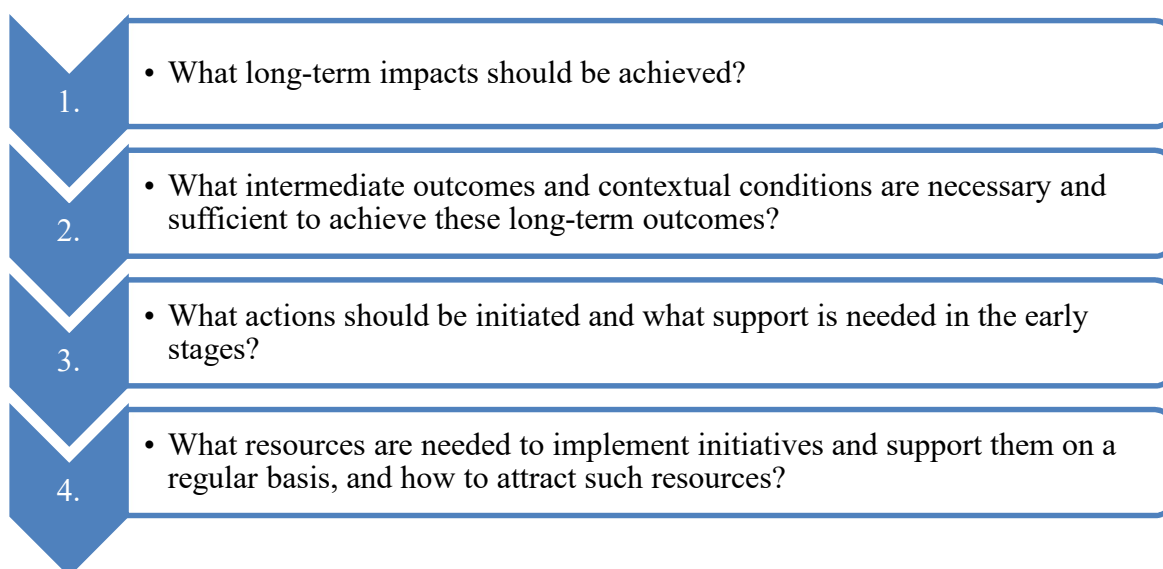 1.
• What long-term impacts should be achieved?
2.
• What intermediate outcomes and contextual conditions are necessary and
sufficient to achieve these long-term outcomes?
3.
• What actions should be initiated and what support is needed in the early
stages?
4.
• What resources are needed to implement initiatives and support them on a
regular basis, and how to attract such resources?